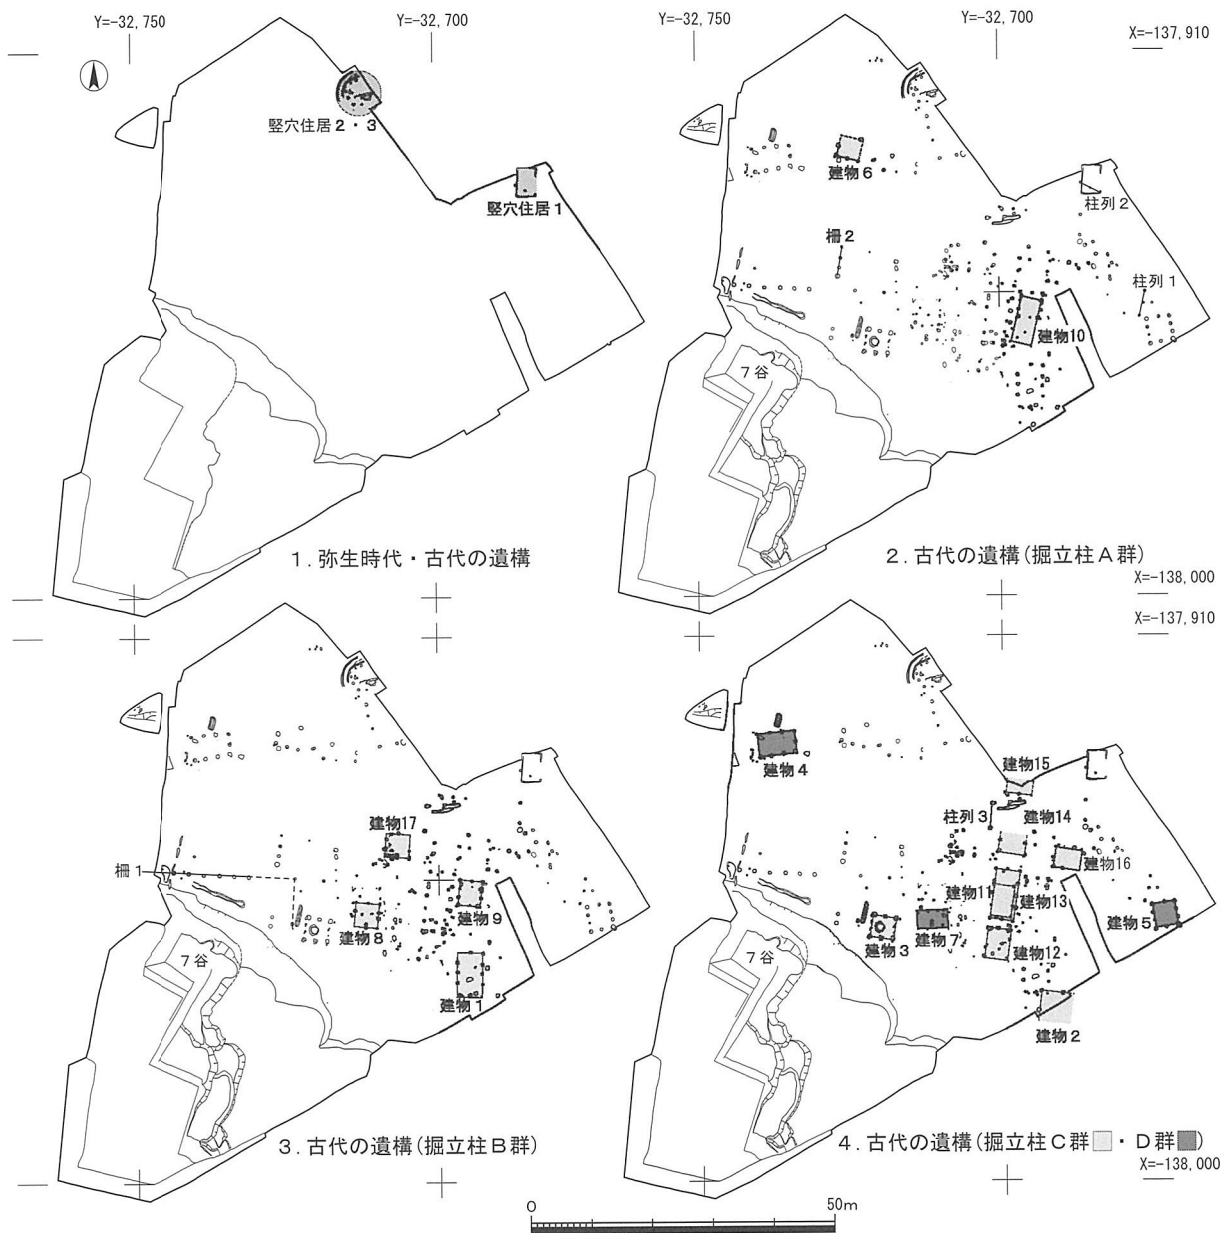 Y=-32,750
Y=-32,700
竪穴住居2・3
竪穴住居1
1.弥生時代・古代の遺構
Y=-32,750
Y=-32,700
X=-137,910
建物6
柱列2
柵2
柱列1
建物10
7谷
2.古代の遺構(掘立柱A群)
X=-138,000
X=-137,910
建物17
柵1
建物9
建物8
7谷
建物1
3.古代の遺構(掘立柱B群)
建物4
建物15
柱列3
建物14
建物16
建物11
建物13
建物5
建物3
建物7
建物12
7谷
建物2
4.古代の遺構(掘立柱C群・D群)
X=-138,000
0
50m